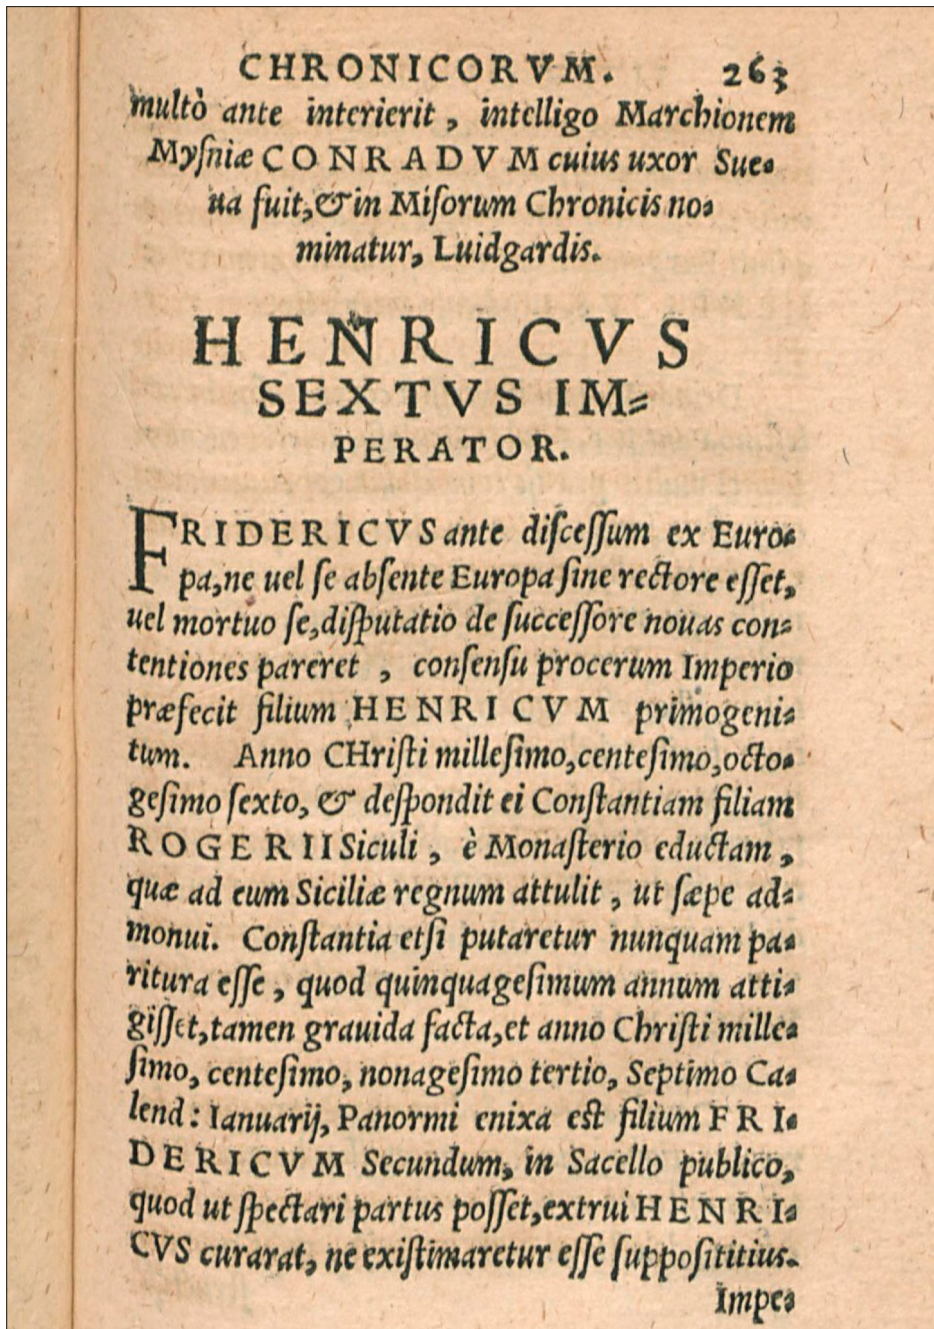 CHRONICORVM. 263
multò ante interierit, intelligo Marchionem
Myſniæ CONRADVM cuius uxor Sue⸗
ua fuit, & in Miſorum Chronicis no⸗
minatur, Luidgardis.
HENRICVS
SEXTVS IM⸗
PERATOR.
FRIDERICVS ante diſceſſum ex Euro⸗
pa, ne uel ſe abſente Europa ſine rectore eſſet,
uel mortuo ſe, diſputatio de ſucceſſore nouas con⸗
tentiones pareret, conſenſu procerum Imperio
præfecit filium HENRICVM primogeni⸗
tum. Anno CHriſti milleſimo, centeſimo, octo⸗
geſimo ſexto, & deſpondit ei Conſtantiam filiam
ROGERII Siculi, è Monaſterio eductam,
quæ ad eum Siciliæ regnum attulit, ut ſæpe ad⸗
monui. Conſtantia etſi putaretur nunquam pa⸗
ritura eſſe, quod quinquageſimum annum atti⸗
giſſet, tamen grauida facta, et anno Chriſti mille⸗
ſimo, centeſimo, nonageſimo tertio, Septimo Ca⸗
lend: Ianuarij, Panormi enixa eſt filium FRI⸗
DERICVM Secundum, in Sacello publico,
quod ut ſpectari partus poſſet, extrui HENRI⸗
CVS curarat, ne exiſtimaretur eſſe ſuppoſititius.
Impe⸗